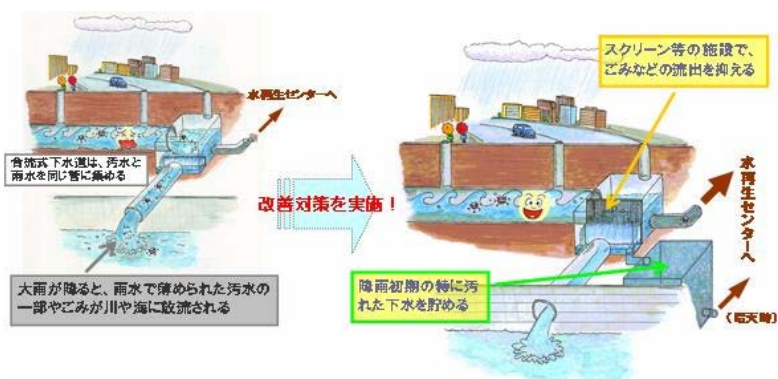 水再生センターへ
合流式下水道は、汚水と
雨水を同じ管に集める
大雨が降ると、雨水で薄められた汚水の
一部やごみが川や海に放流される
改善対策を実施!
スクリーン等の施設で、
ごみなどの流出を抑える
水再生センターへ
降雨初期の特に汚
れた下水を貯める
(晴天時)